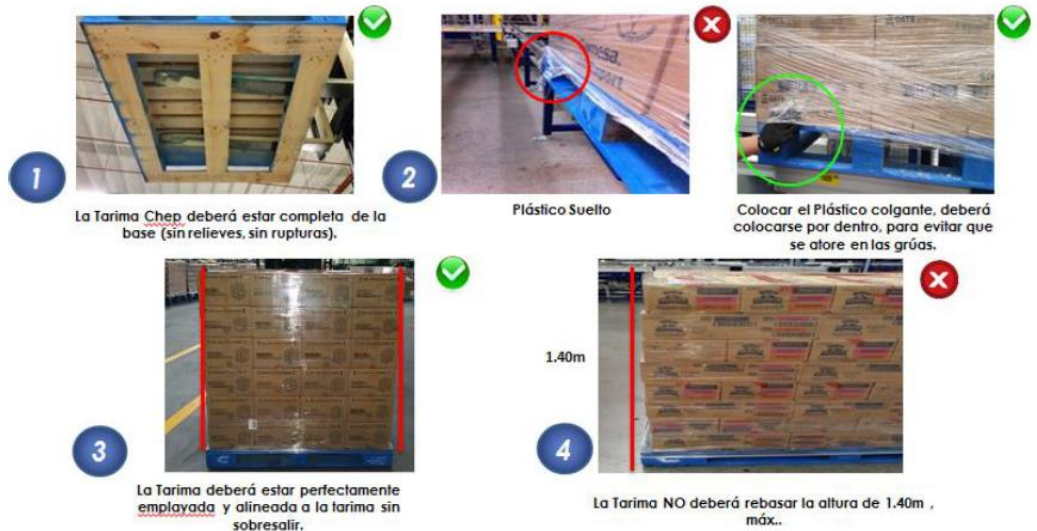 1
La Tarima Chep deberá estar completa de la
base (sin relieves, sin rupturas).
2
Plástico Suelto
Colocar el Plástico colgante, deberá
colocarse por dentro, para evitar que
se atore en las grúas.
3
La Tarima deberá estar perfectamente
emplayada y alineada a la tarima sin
sobresalir.
1.40m
4
La Tarima NO deberá rebasar la altura de 1.40m ,
máx..